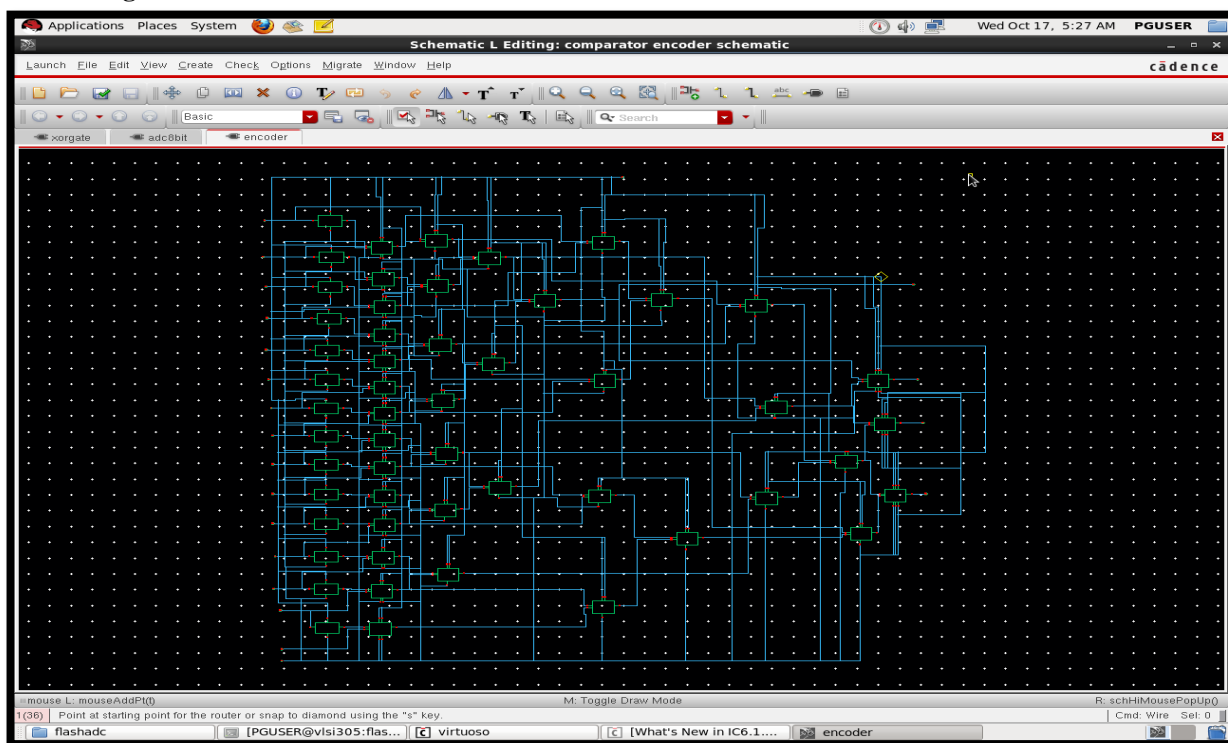 Applications Places System Wed Oct 17, 5:27 AM PGUSER
Schematic L Editing: comparator encoder schematic
Launch File Edit View Create Check Options Migrate Window Help cādence
Basic Search
xorgate adc8bit encoder
mouse L: mouseAddPt(t) M: Toggle Draw Mode R: schHiMousePopUp()
1(36) Point at starting point for the router or snap to diamond using the "s" key. Cmd: Wire Sel: 0
flashadc [PGUSER@vlsi305:flas... virtuoso [What's New in IC6.1.... encoder